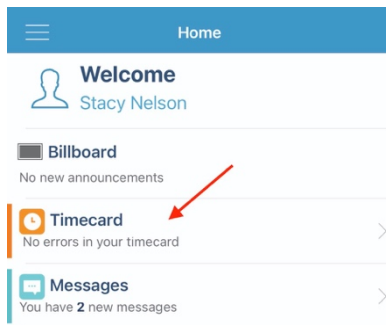 Home
Welcome
Stacy Nelson
Billboard
No new announcements
Timecard
No errors in your timecard
Messages
You have 2 new messages